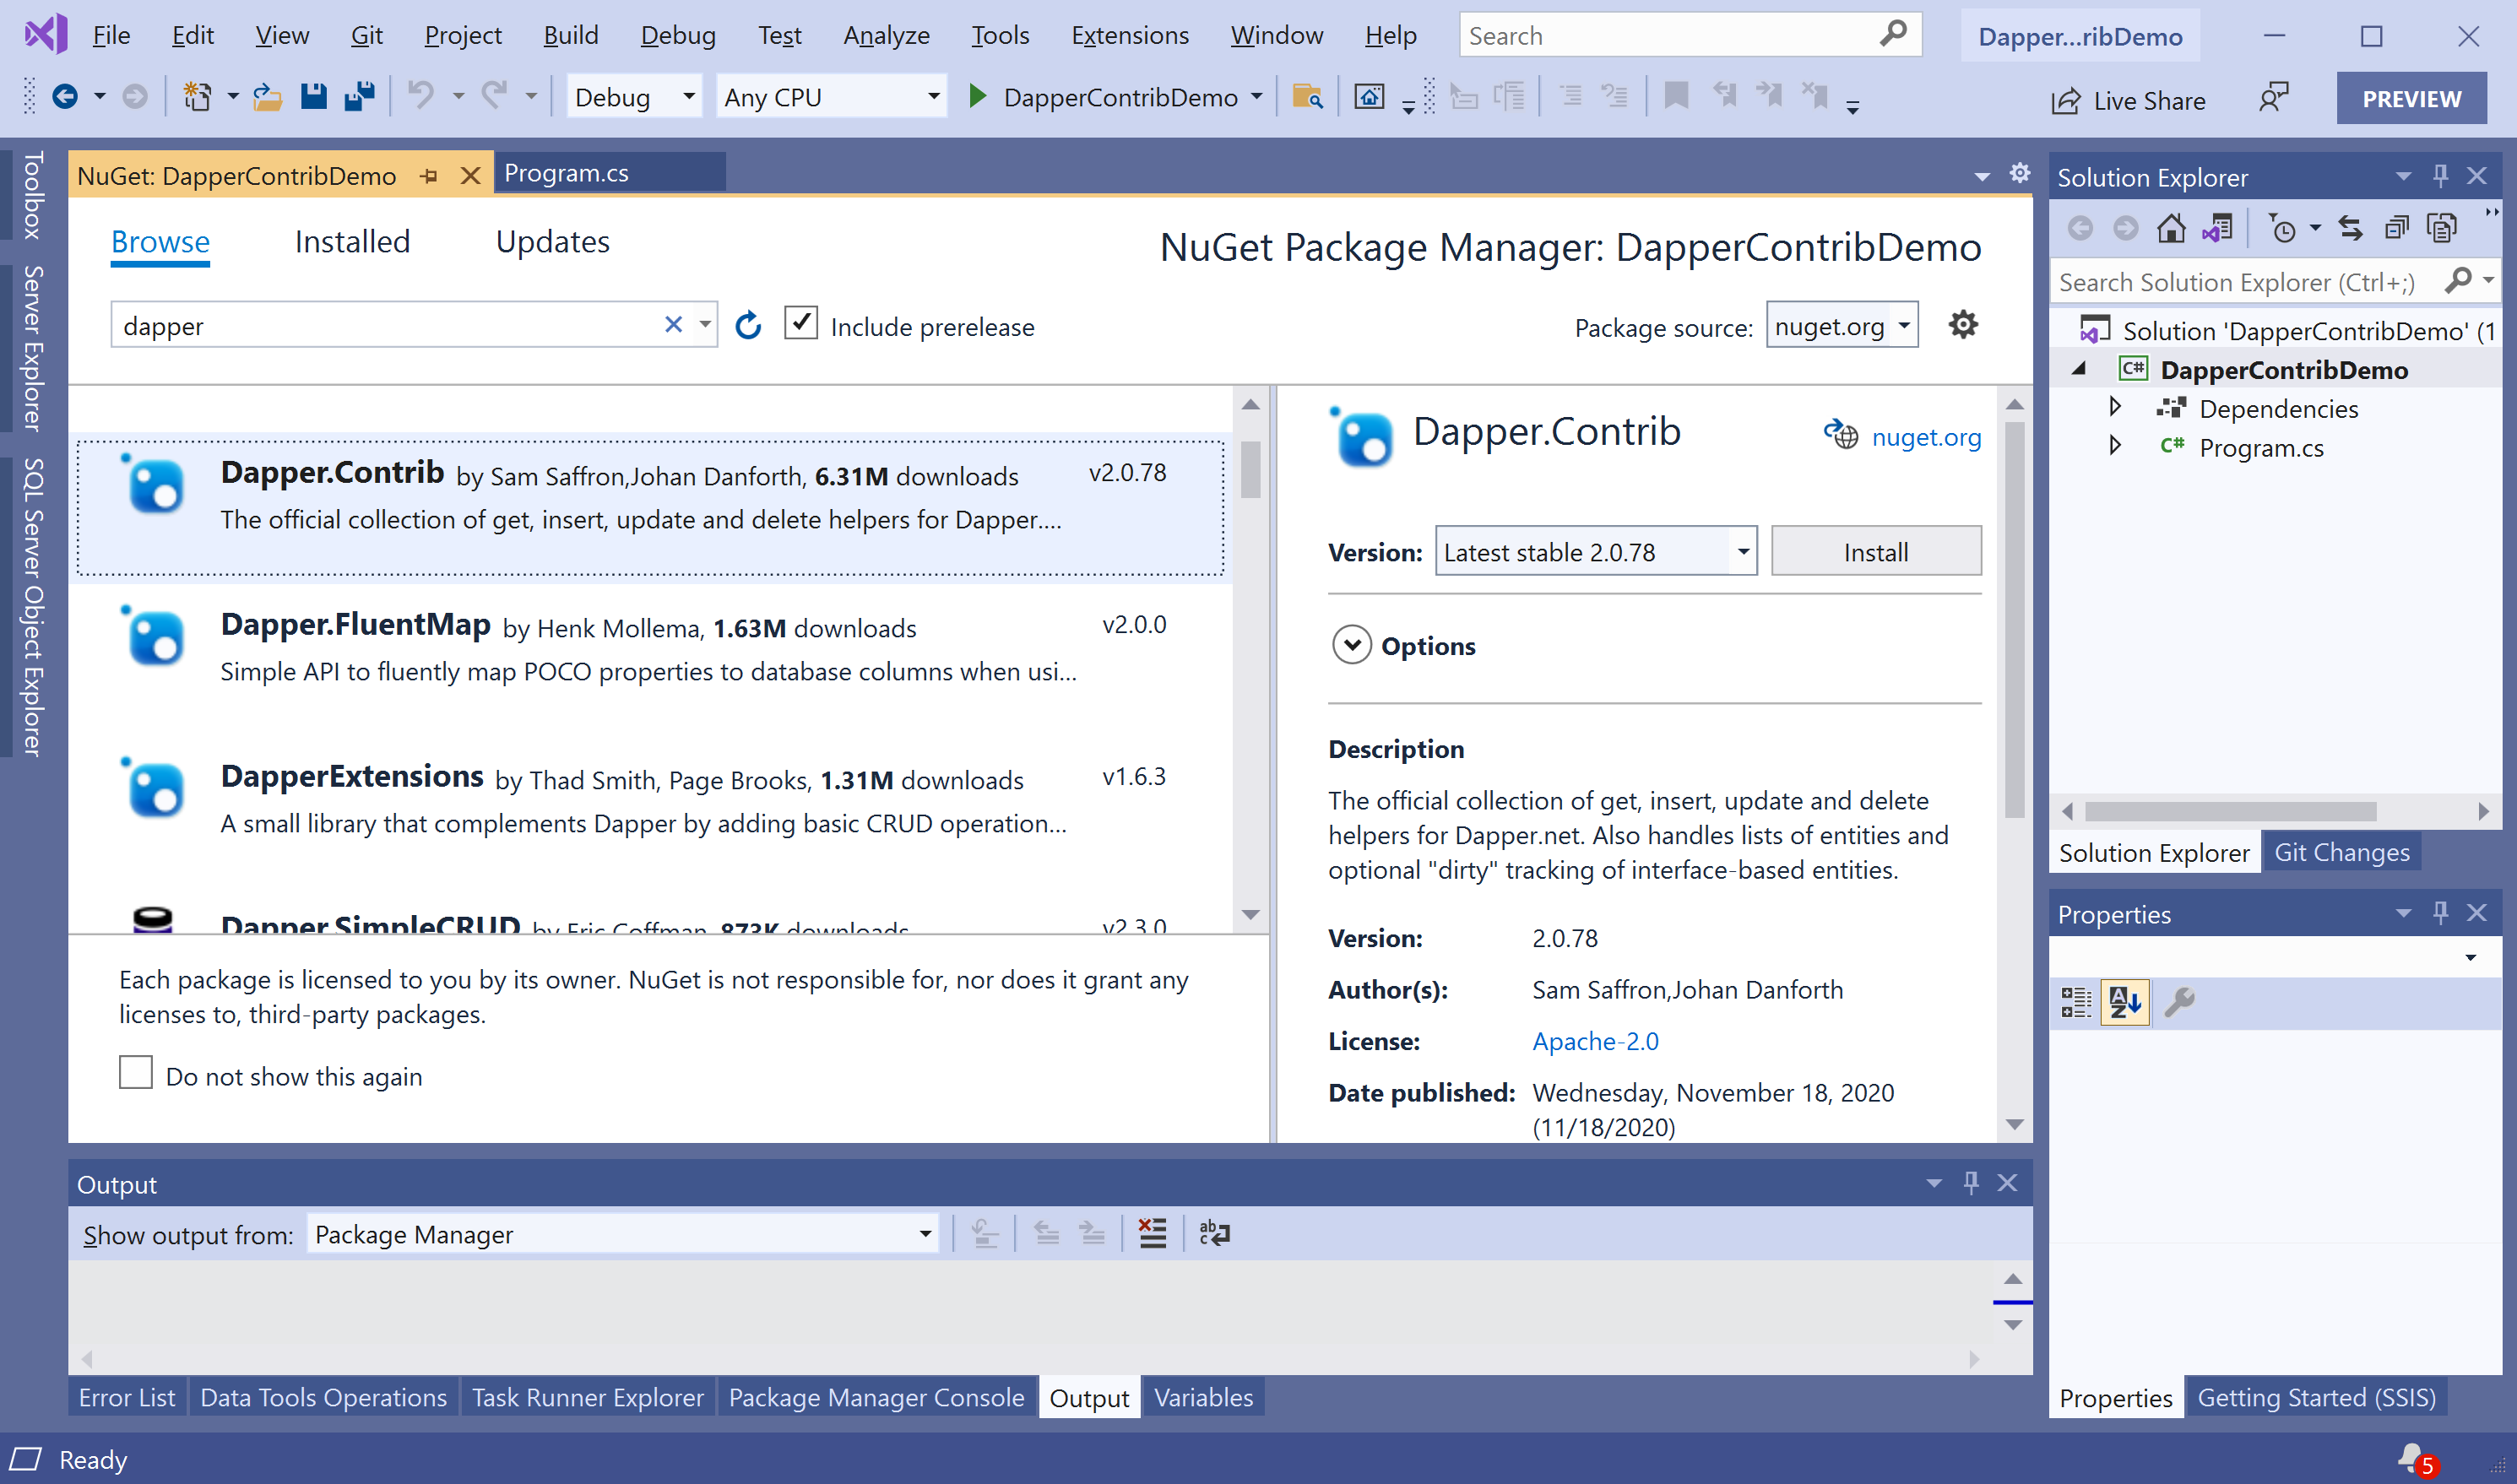 File Edit View Git Project Build Debug Test Analyze Tools Extensions Window Help Search Dapper...ribDemo
Debug Any CPU DapperContribDemo Live Share PREVIEW
Toolbox
Server Explorer
SQL Server Object Explorer
NuGet: DapperContribDemo Program.cs
Browse Installed Updates NuGet Package Manager: DapperContribDemo
dapper Include prerelease Package source: nuget.org
Dapper.Contrib by Sam Saffron,Johan Danforth, 6.31M downloads v2.0.78
The official collection of get, insert, update and delete helpers for Dapper....
Dapper.FluentMap by Henk Mollema, 1.63M downloads v2.0.0
Simple API to fluently map POCO properties to database columns when usi...
DapperExtensions by Thad Smith, Page Brooks, 1.31M downloads v1.6.3
A small library that complements Dapper by adding basic CRUD operation...
Dapper.SimpleCRUD by Eric Coffman, 873K downloads v2.3.0
Each package is licensed to you by its owner. NuGet is not responsible for, nor does it grant any
licenses to, third-party packages.
Do not show this again
Dapper.Contrib nuget.org
Version: Latest stable 2.0.78 Install
Options
Description
The official collection of get, insert, update and delete
helpers for Dapper.net. Also handles lists of entities and
optional "dirty" tracking of interface-based entities.
Version: 2.0.78
Author(s): Sam Saffron,Johan Danforth
License: Apache-2.0
Date published: Wednesday, November 18, 2020
(11/18/2020)
Solution Explorer
Search Solution Explorer (Ctrl+;)
Solution 'DapperContribDemo' (1
C# DapperContribDemo
Dependencies
C# Program.cs
Solution Explorer Git Changes
Properties
Properties Getting Started (SSIS)
Output
Show output from: Package Manager
Error List Data Tools Operations Task Runner Explorer Package Manager Console Output Variables
Ready 5